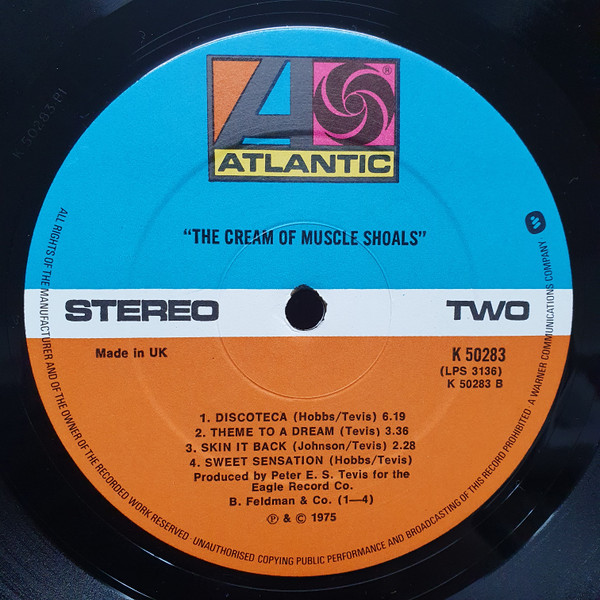 ATLANTIC
®
"THE CREAM OF MUSCLE SHOALS"
STEREO
TWO
Made in UK
K 50283
(LPS 3136)
K 50283 B
1. DISCOTECA (Hobbs/Tevis) 6.19
2. THEME TO A DREAM (Tevis) 3.36
3. SKIN IT BACK (Johnson/Tevis) 2.28
4. SWEET SENSATION (Hobbs/Tevis)
Produced by Peter E. S. Tevis for the
Eagle Record Co.
B. Feldman & Co. (1—4)
℗ & © 1975
ALL RIGHTS OF THE MANUFACTURER AND OF THE OWNER OF THE RECORDED WORK RESERVED · UNAUTHORISED COPYING PUBLIC PERFORMANCE AND BROADCASTING OF THIS RECORD PROHIBITED A WARNER COMMUNICATIONS COMPANY
K 50283 B1